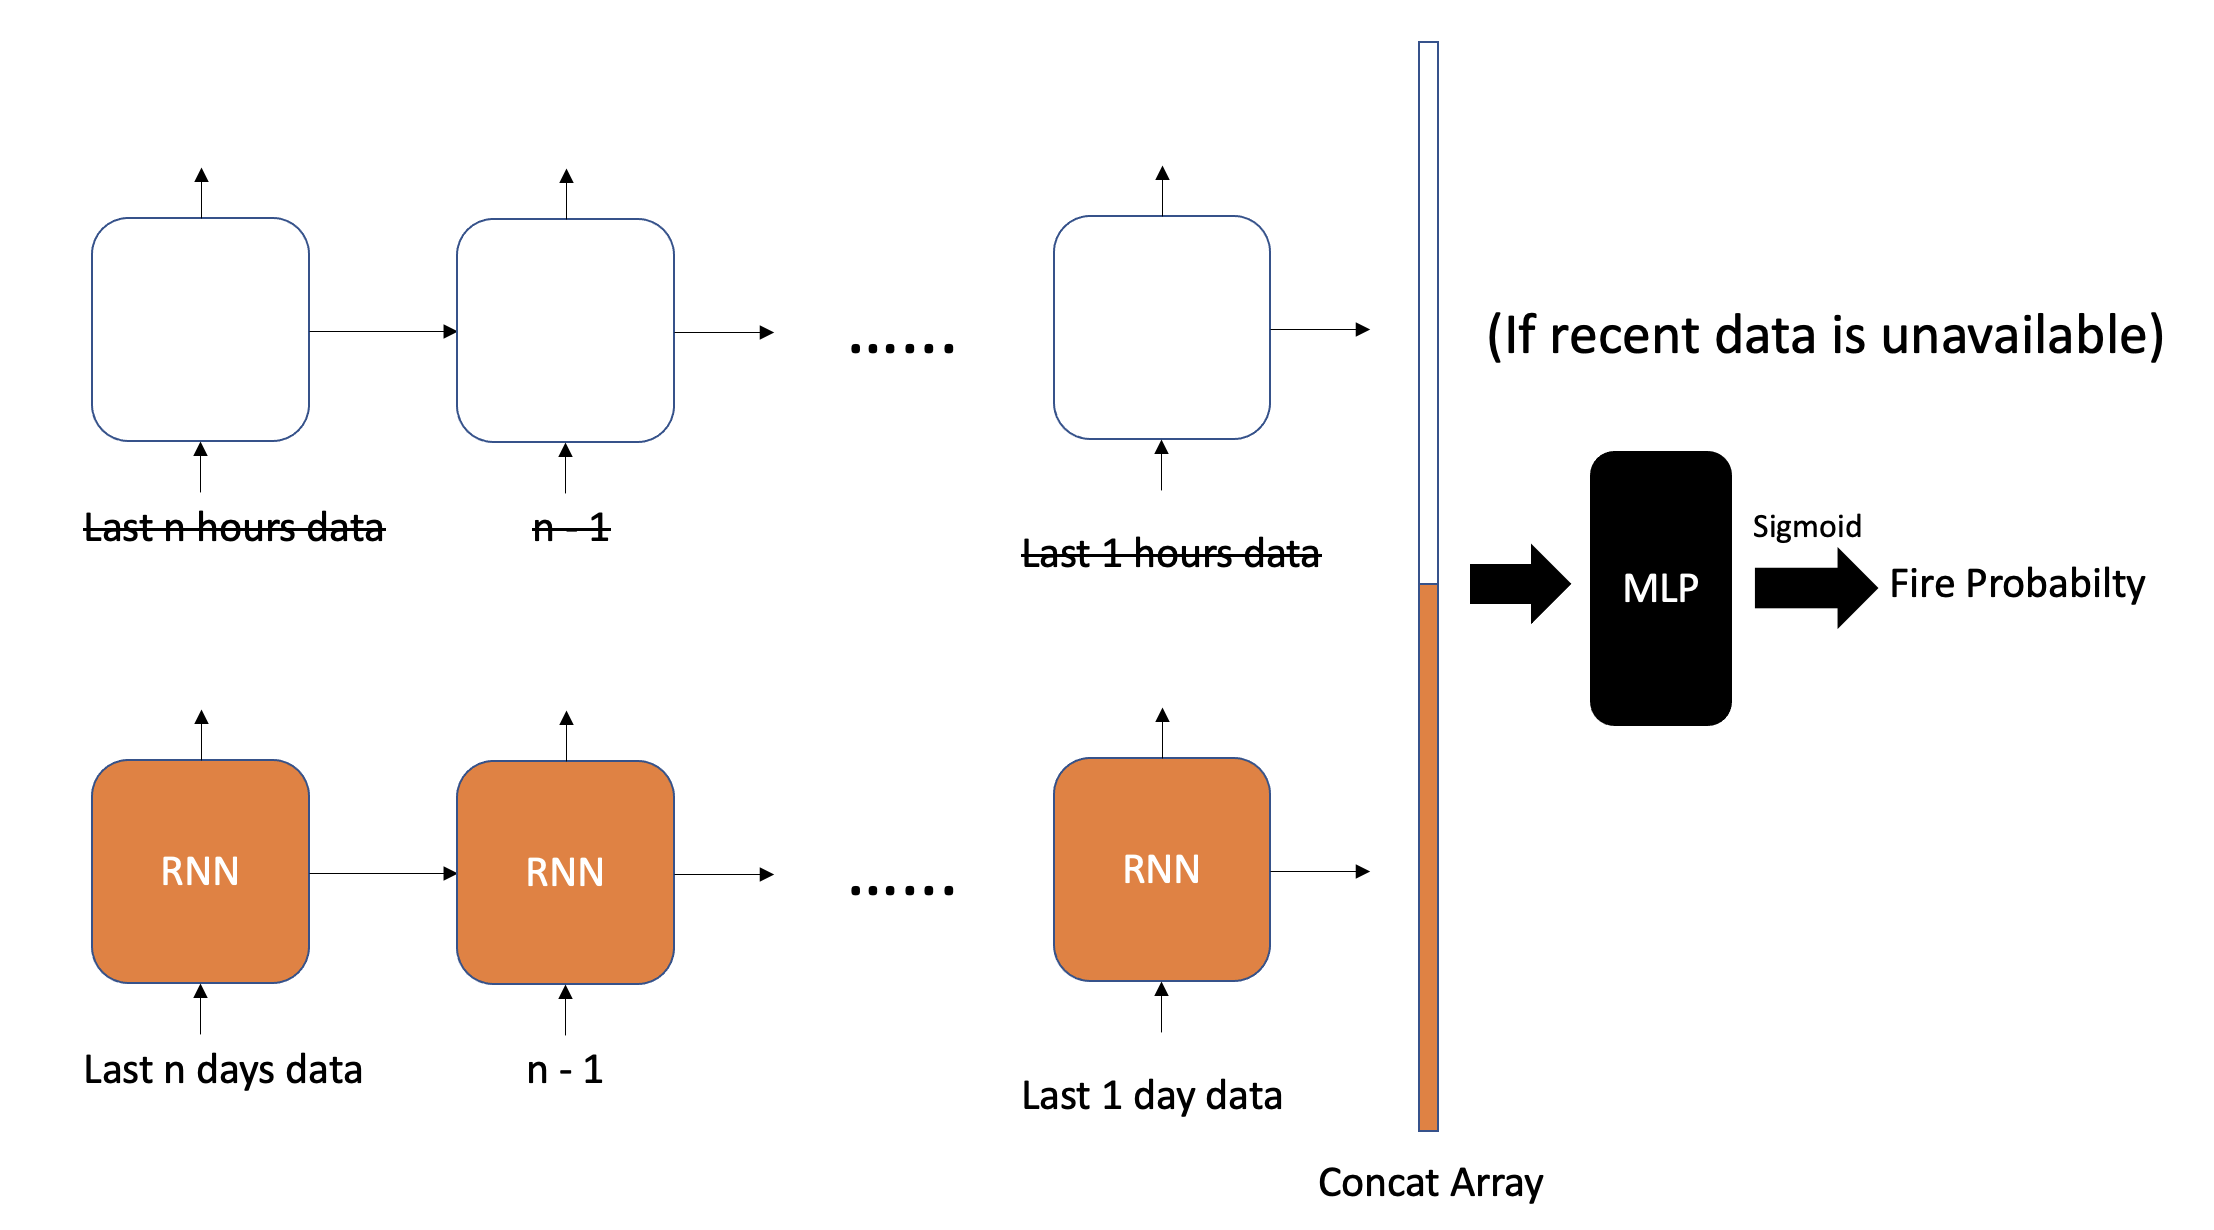 (If recent data is unavailable)
Last n hours data
n - 1
Last 1 hours data
Sigmoid
MLP
Fire Probabilty
RNN
RNN
RNN
......
......
Last n days data
n - 1
Last 1 day data
Concat Array